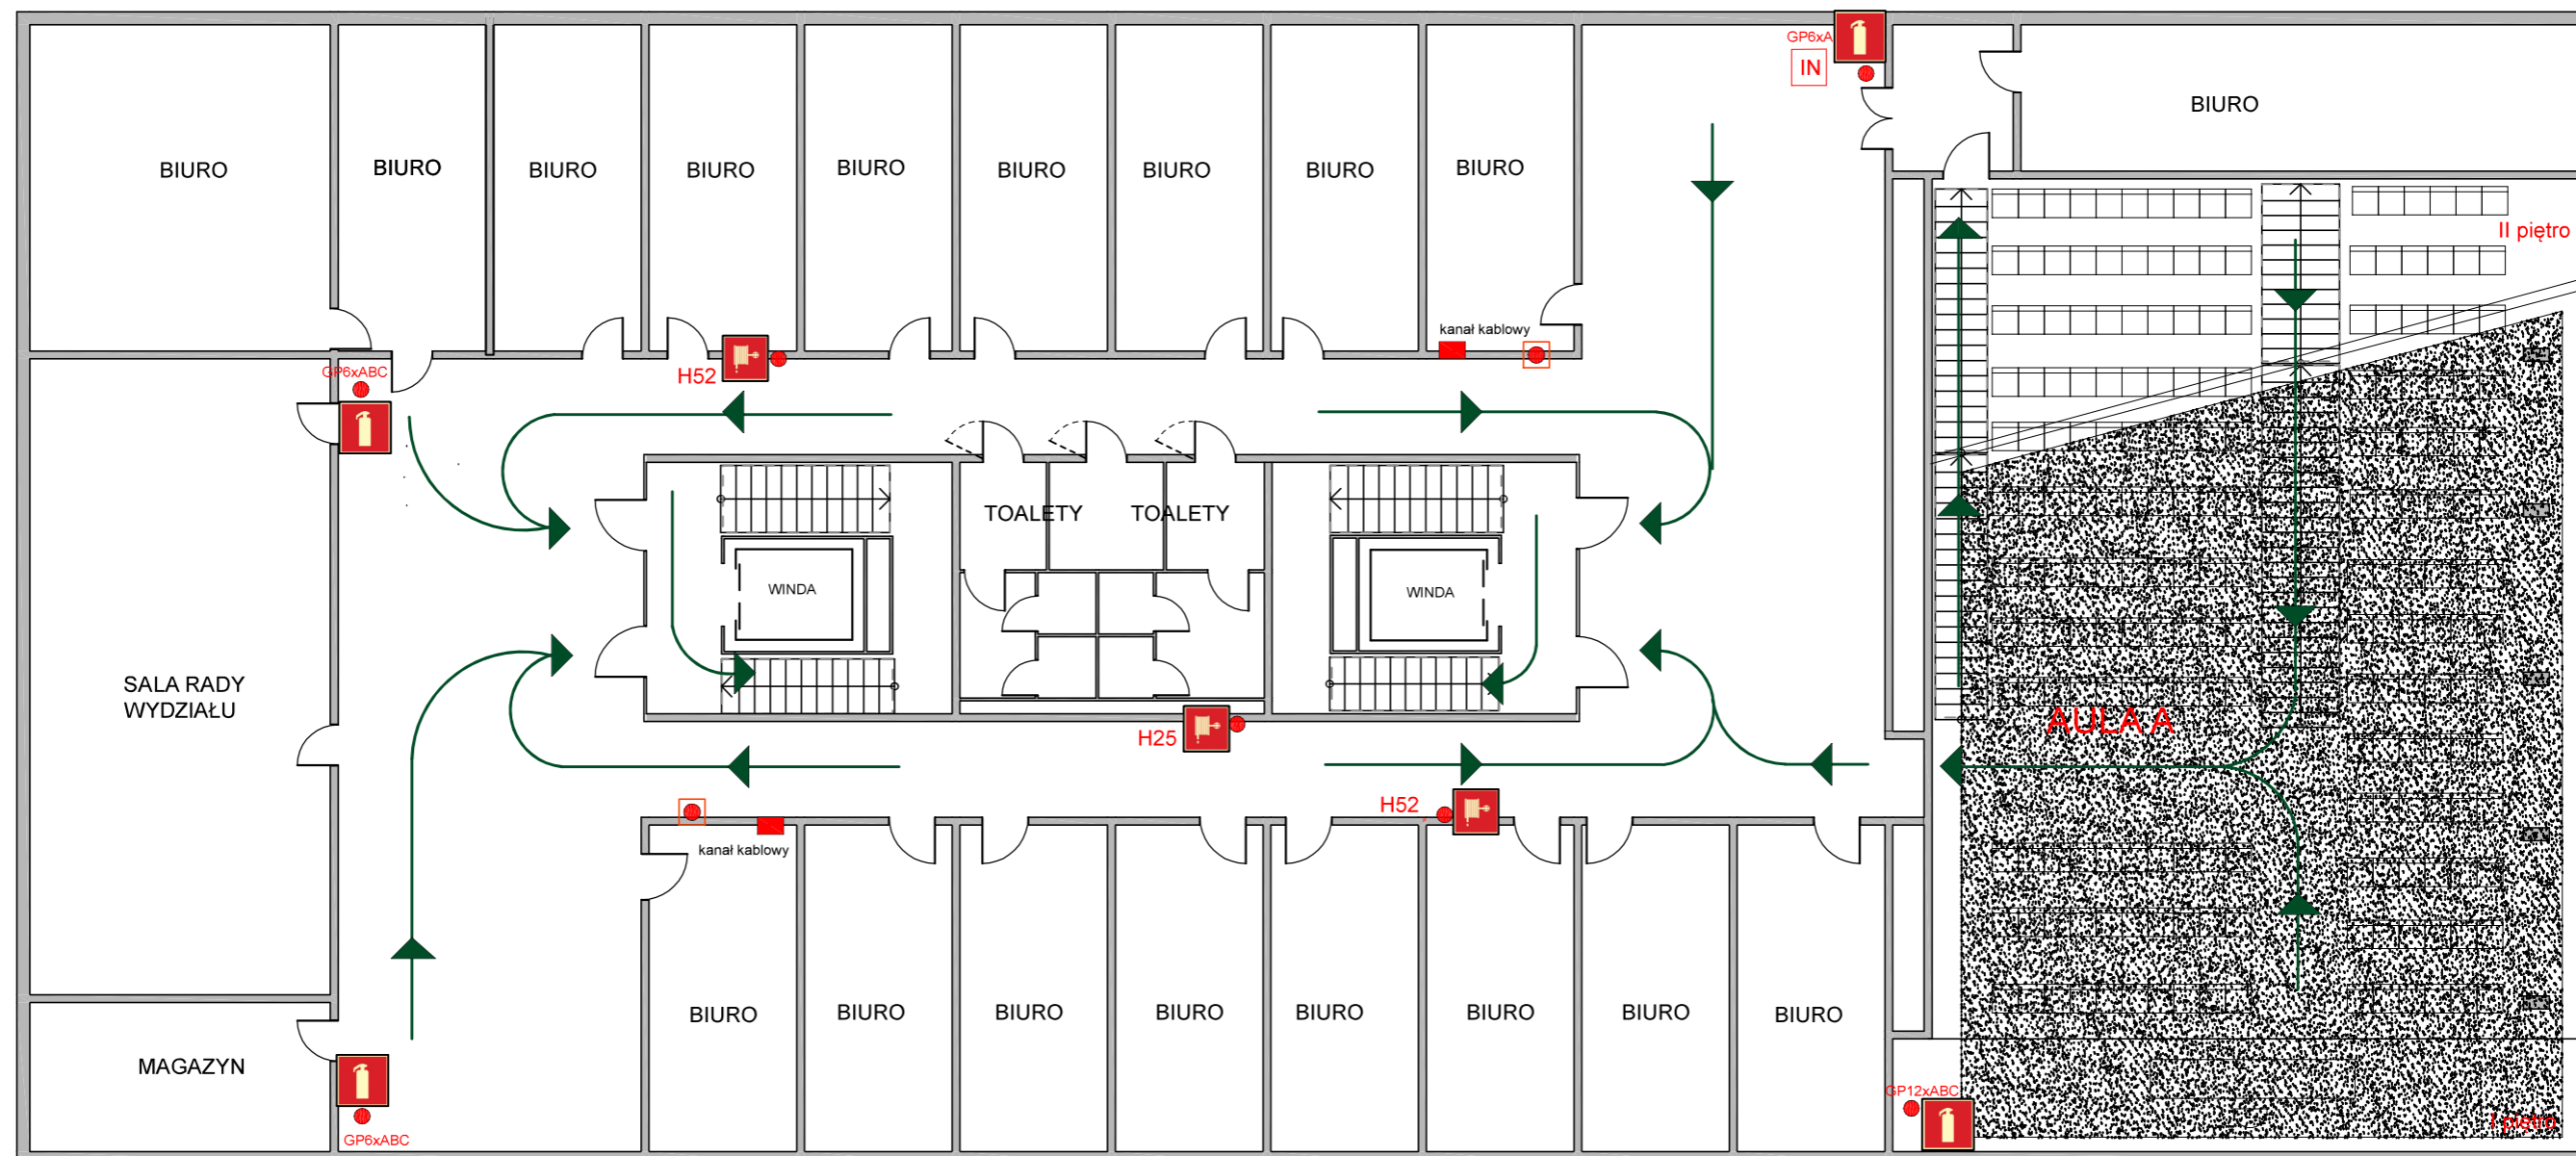 GP6xA
IN
BIURO
BIURO
BIURO
BIURO
BIURO
BIURO
BIURO
BIURO
BIURO
BIURO
II piętro
kanał kablowy
GP6xABC
H52
TOALETY
TOALETY
WINDA
WINDA
SALA RADY
WYDZIAŁU
AULA A
H25
H52
kanał kablowy
BIURO
BIURO
BIURO
BIURO
BIURO
BIURO
BIURO
BIURO
MAGAZYN
GP12xABC
I piętro
GP6xABC